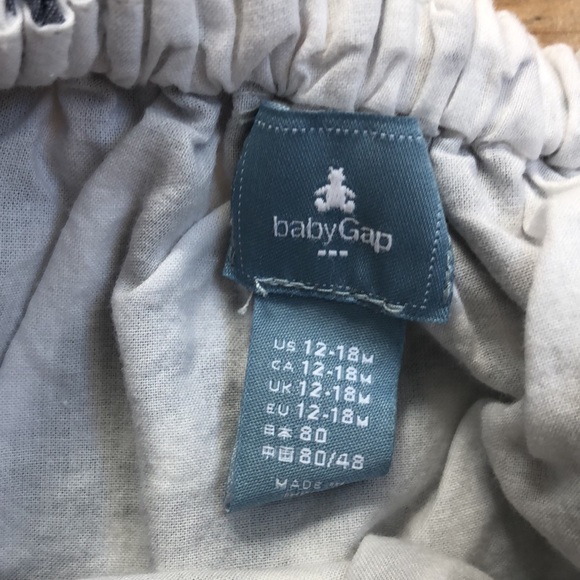 babyGap
US 12-18M
CA 12-18M
UK 12-18M
EU 12-18M
日本 80
中国 80/48
MADE